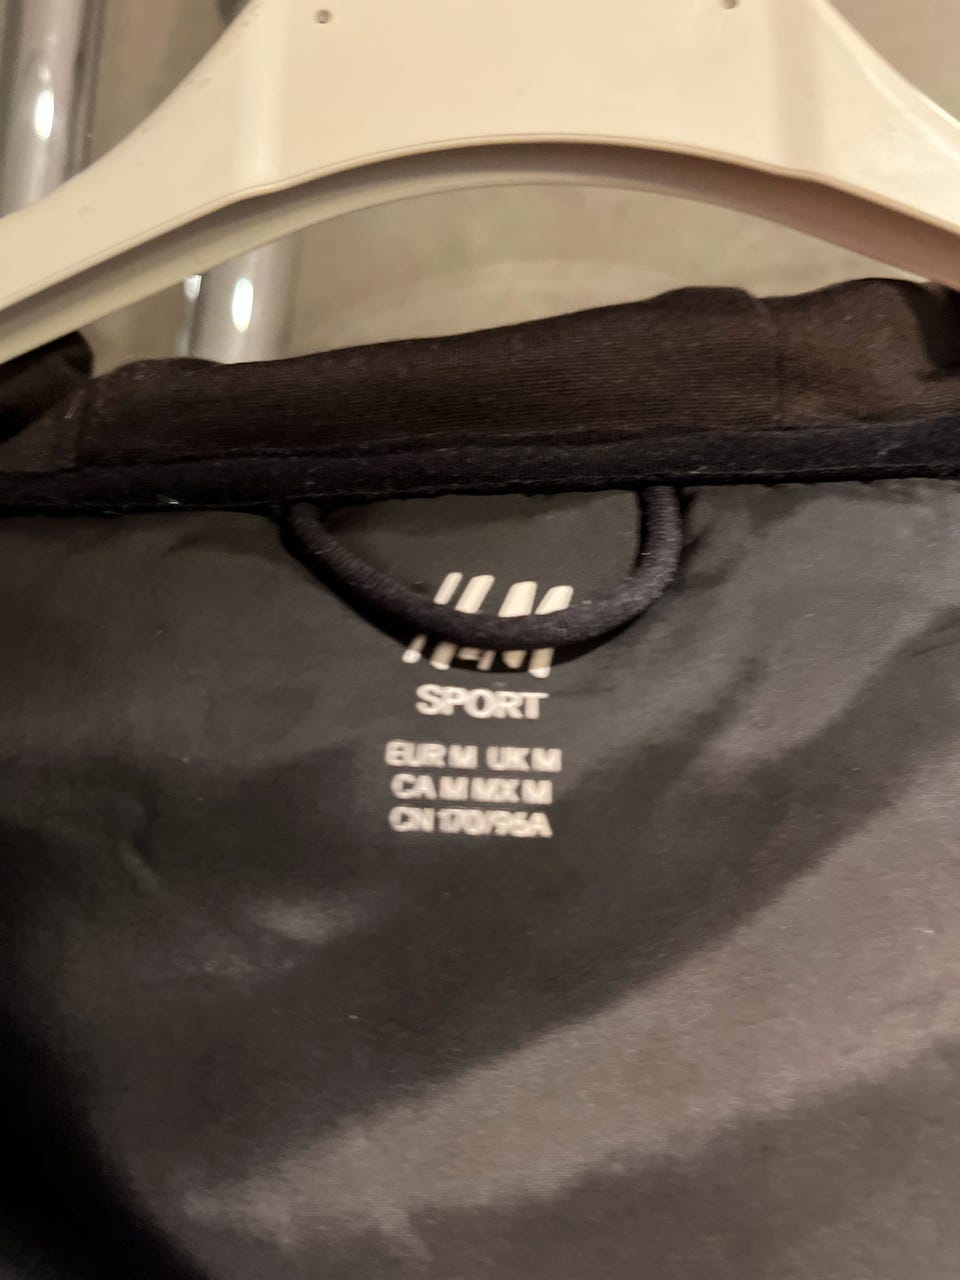 H&M
SPORT
EUR M UK M
CA M MX M
CN 170/96A